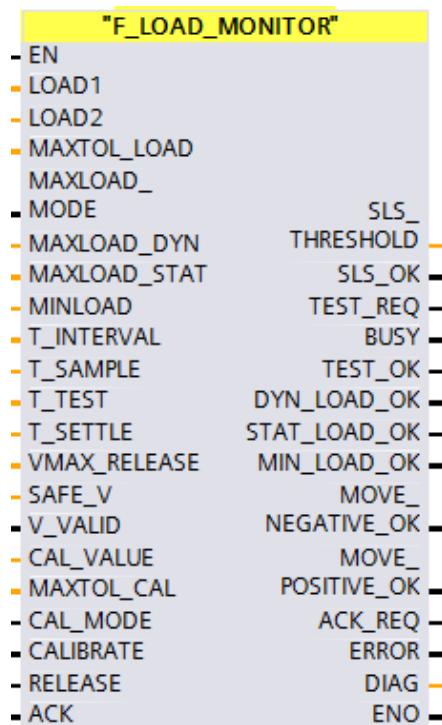 "F_LOAD_MONITOR"
EN
LOAD1
LOAD2
MAXTOL_LOAD
MAXLOAD_
MODE
MAXLOAD_DYN
MAXLOAD_STAT
MINLOAD
T_INTERVAL
T_SAMPLE
T_TEST
T_SETTLE
VMAX_RELEASE
SAFE_V
V_VALID
CAL_VALUE
MAXTOL_CAL
CAL_MODE
CALIBRATE
RELEASE
ACK
SLS_
THRESHOLD
SLS_OK
TEST_REQ
BUSY
TEST_OK
DYN_LOAD_OK
STAT_LOAD_OK
MIN_LOAD_OK
MOVE_
NEGATIVE_OK
MOVE_
POSITIVE_OK
ACK_REQ
ERROR
DIAG
ENO